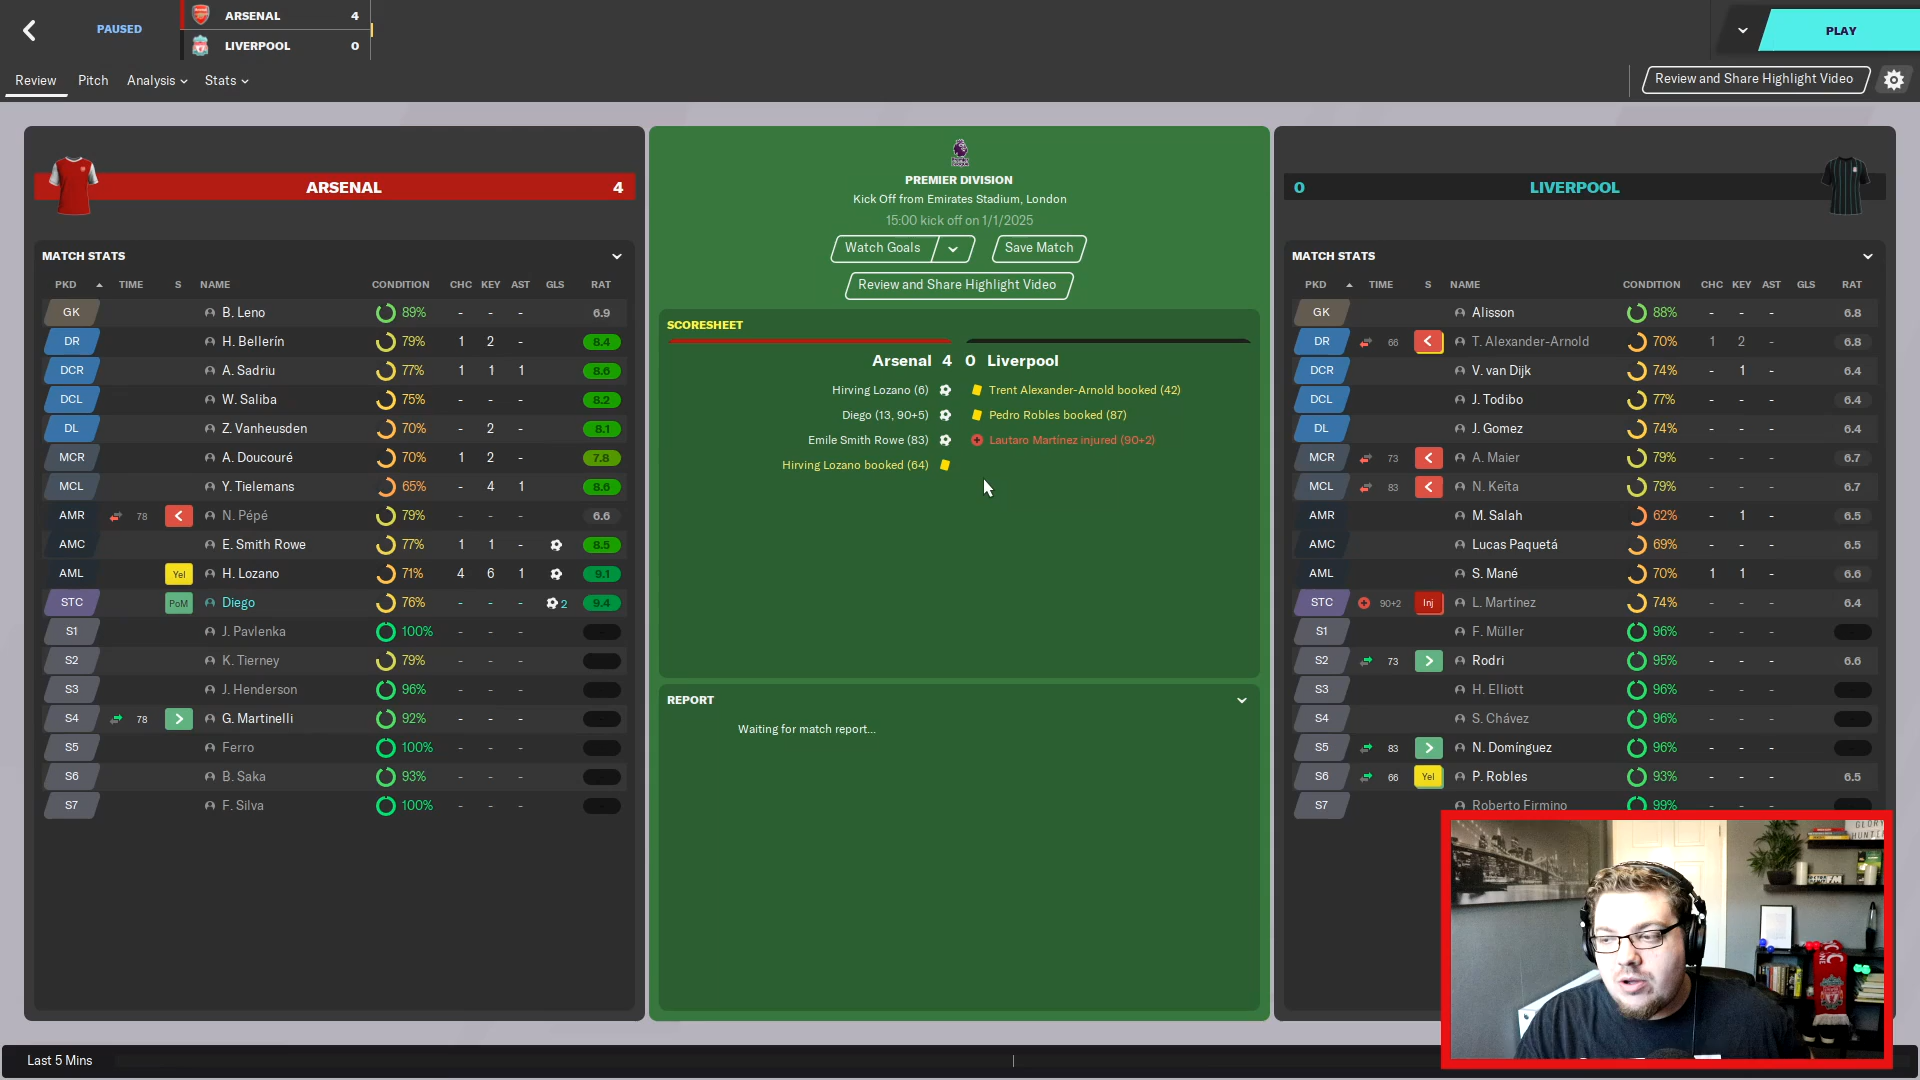 PAUSED
ARSENAL 4
LIVERPOOL 0
PLAY
Review Pitch Analysis Stats
Review and Share Highlight Video
ARSENAL 4
MATCH STATS
PKD TIME S NAME CONDITION CHC KEY AST GLS RAT
GK B. Leno 89% - - - 6.9
DR H. Bellerín 79% 1 2 - 8.4
DCR A. Sadriu 77% 1 1 1 8.6
DCL W. Saliba 75% - - - 8.2
DL Z. Vanheusden 70% - 2 - 8.1
MCR A. Doucouré 70% 1 2 - 7.8
MCL Y. Tielemans 65% - 4 1 8.6
AMR 78 < N. Pépé 79% - - - 6.6
AMC E. Smith Rowe 77% 1 1 - 8.5
AML Yel H. Lozano 71% 4 6 1 9.1
STC PoM Diego 76% - - - 2 9.4
S1 J. Pavlenka 100% - - -
S2 K. Tierney 79% - - -
S3 J. Henderson 96% - - -
S4 78 > G. Martinelli 92% - - -
S5 Ferro 100% - - -
S6 B. Saka 93% - - -
S7 F. Silva 100% - - -
PREMIER DIVISION
Kick Off from Emirates Stadium, London
15:00 kick off on 1/1/2025
Watch Goals
Save Match
Review and Share Highlight Video
SCORESHEET
Arsenal 4 0 Liverpool
Hirving Lozano (6) Trent Alexander-Arnold booked (42)
Diego (13, 90+5) Pedro Robles booked (87)
Emile Smith Rowe (83) Lautaro Martínez injured (90+2)
Hirving Lozano booked (64)
REPORT
Waiting for match report...
0 LIVERPOOL
MATCH STATS
PKD TIME S NAME CONDITION CHC KEY AST GLS RAT
GK Alisson 88% - - - 6.8
DR 66 < T. Alexander-Arnold 70% 1 2 - 6.8
DCR V. van Dijk 74% - 1 - 6.4
DCL J. Todibo 77% - - - 6.4
DL J. Gomez 74% - - - 6.4
MCR 73 < A. Maier 79% - - - 6.7
MCL 83 < N. Keïta 79% - - - 6.7
AMR M. Salah 62% - 1 - 6.5
AMC Lucas Paquetá 69% - - - 6.5
AML S. Mané 70% 1 1 - 6.6
STC 90+2 Inj L. Martínez 74% - - - 6.4
S1 F. Müller 96% - - -
S2 73 > Rodri 95% - - - 6.6
S3 H. Elliott 96% - - -
S4 S. Chávez 96% - - -
S5 83 > N. Domínguez 96% - - -
S6 66 Yel P. Robles 93% - - - 6.5
S7 Roberto Firmino 99% - - -
GLORY
Last 5 Mins